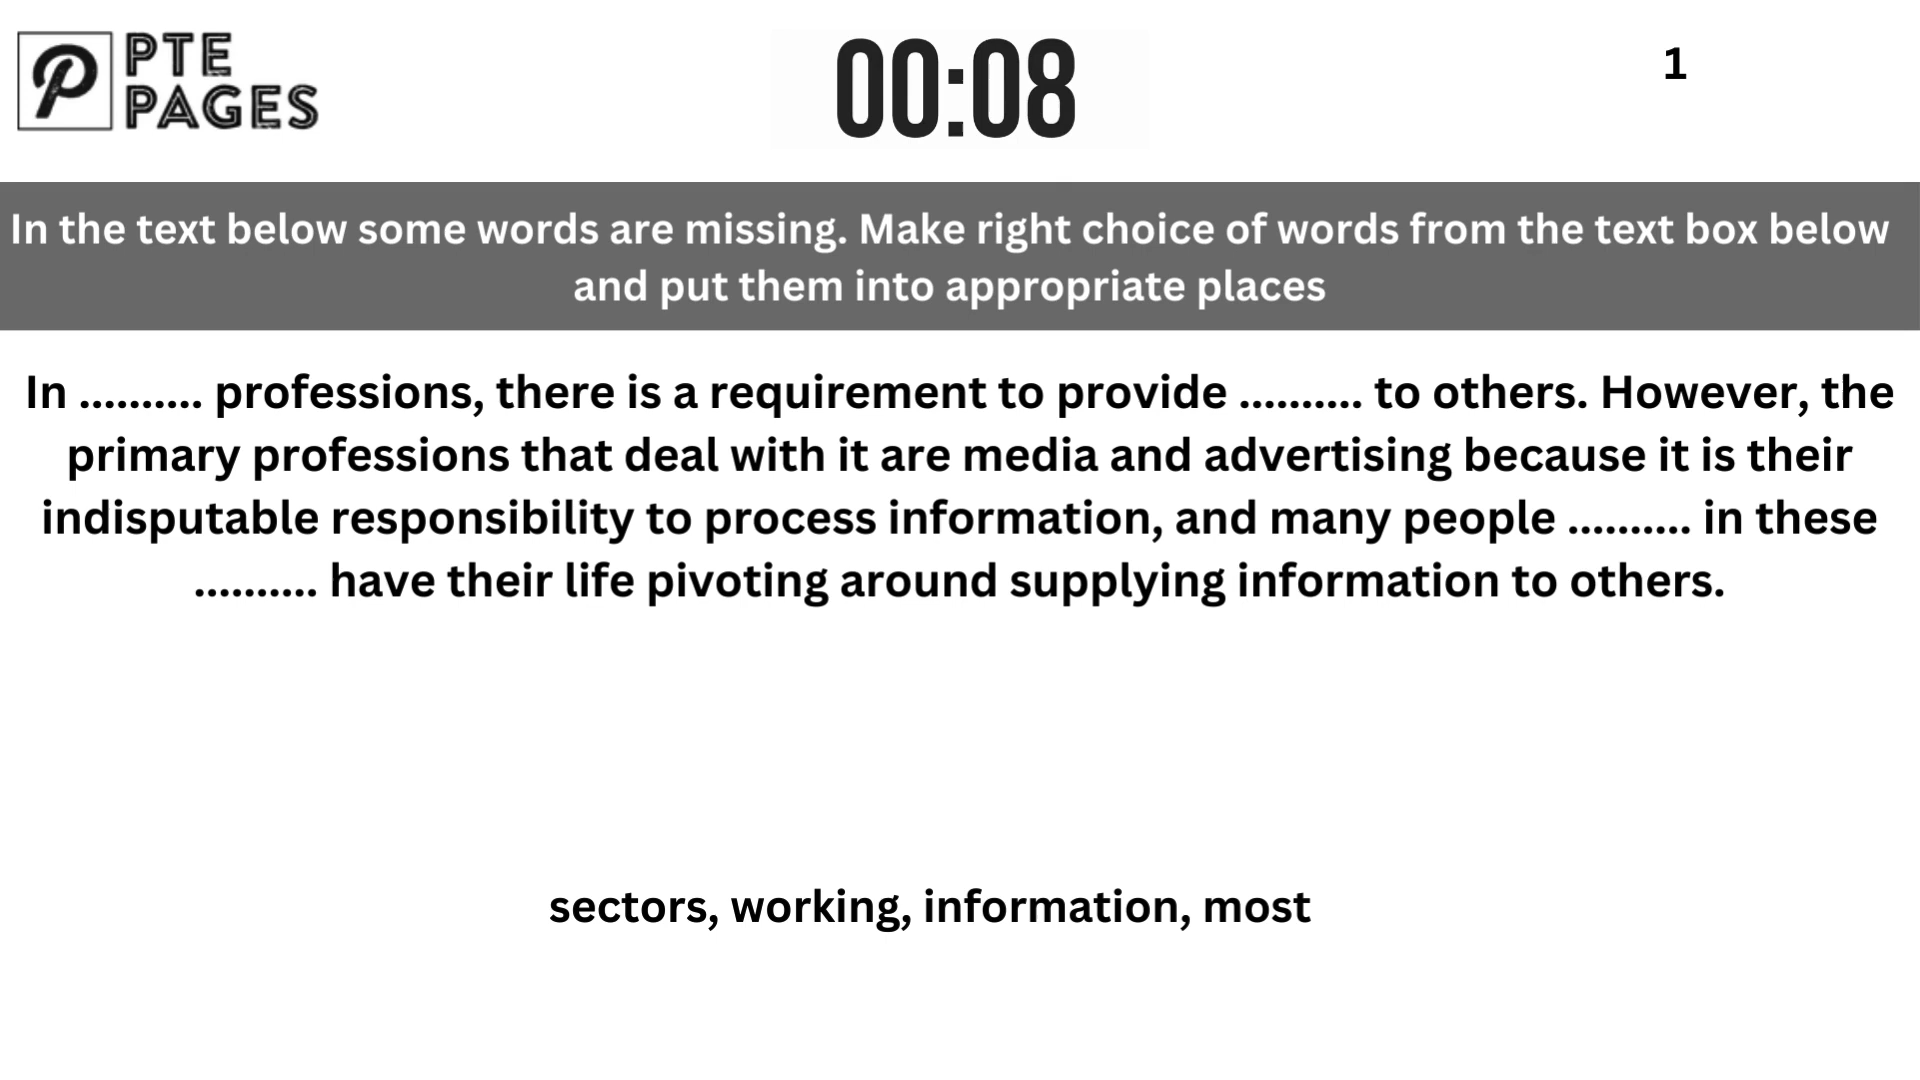 PTE
PAGES
00:08
1
In the text below some words are missing. Make right choice of words from the text box below
and put them into appropriate places
In .......... professions, there is a requirement to provide .......... to others. However, the
primary professions that deal with it are media and advertising because it is their
indisputable responsibility to process information, and many people .......... in these
.......... have their life pivoting around supplying information to others.
sectors, working, information, most